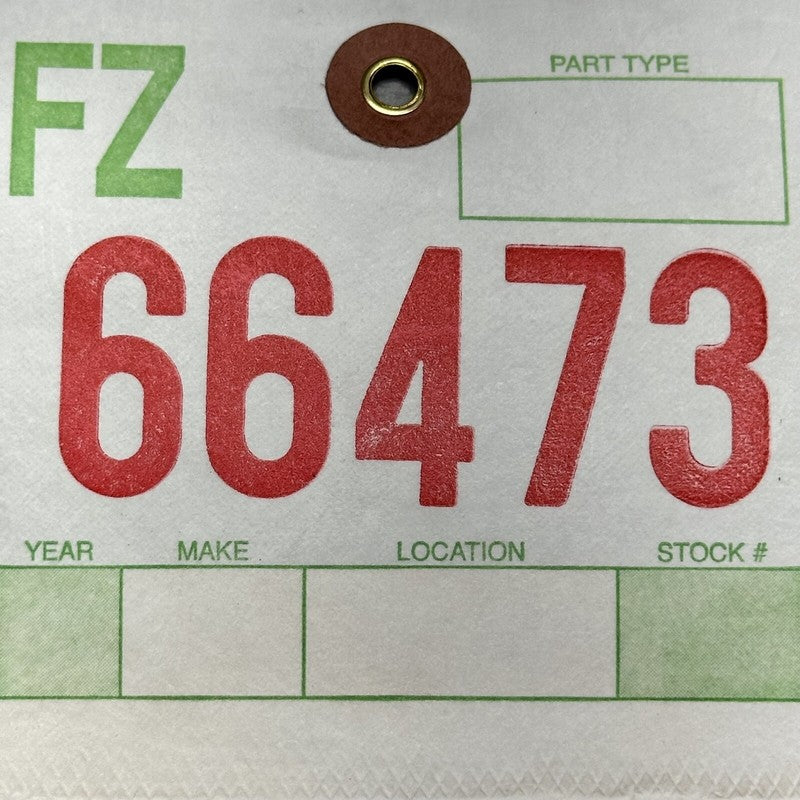 FZ
PART TYPE
66473
YEAR MAKE LOCATION STOCK #